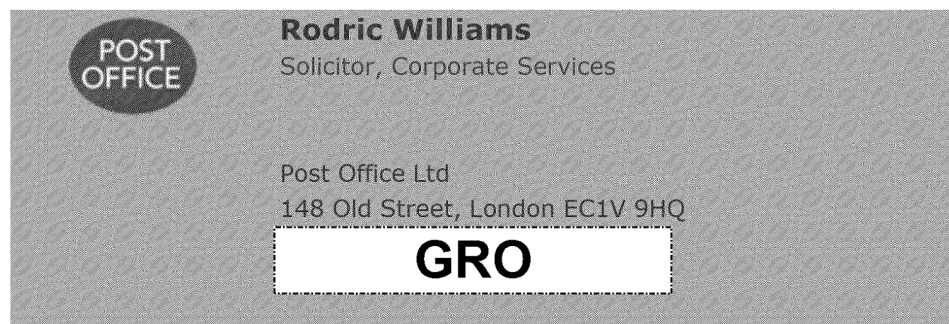 POST
OFFICE
Rodric Williams
Solicitor, Corporate Services
Post Office Ltd
148 Old Street, London EC1V 9HQ
GRO